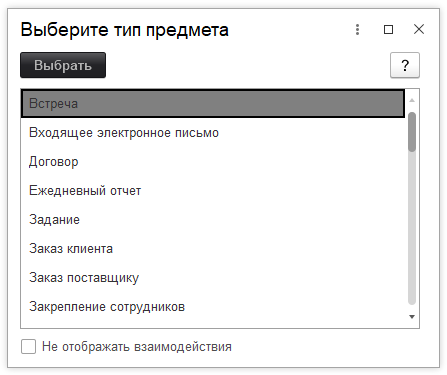 Выберите тип предмета
Выбрать
?
Встреча
Входящее электронное письмо
Договор
Ежедневный отчет
Задание
Заказ клиента
Заказ поставщику
Закрепление сотрудников
Не отображать взаимодействия